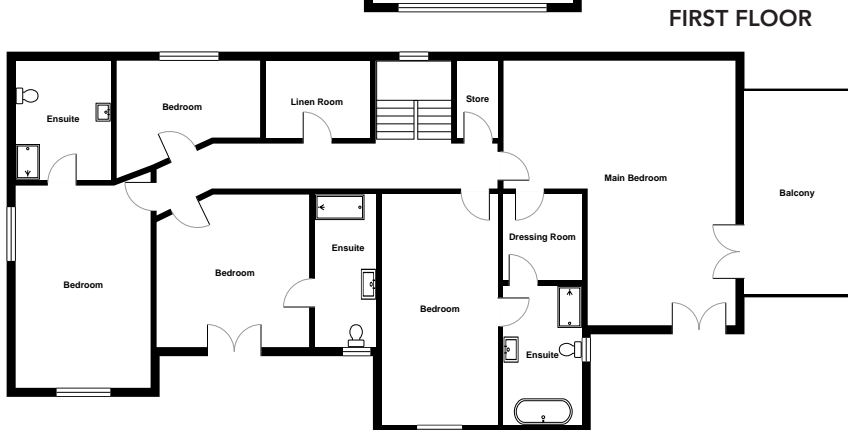 FIRST FLOOR
Ensuite
Bedroom
Linen Room
Store
Main Bedroom
Balcony
Bedroom
Bedroom
Ensuite
Bedroom
Dressing Room
Ensuite